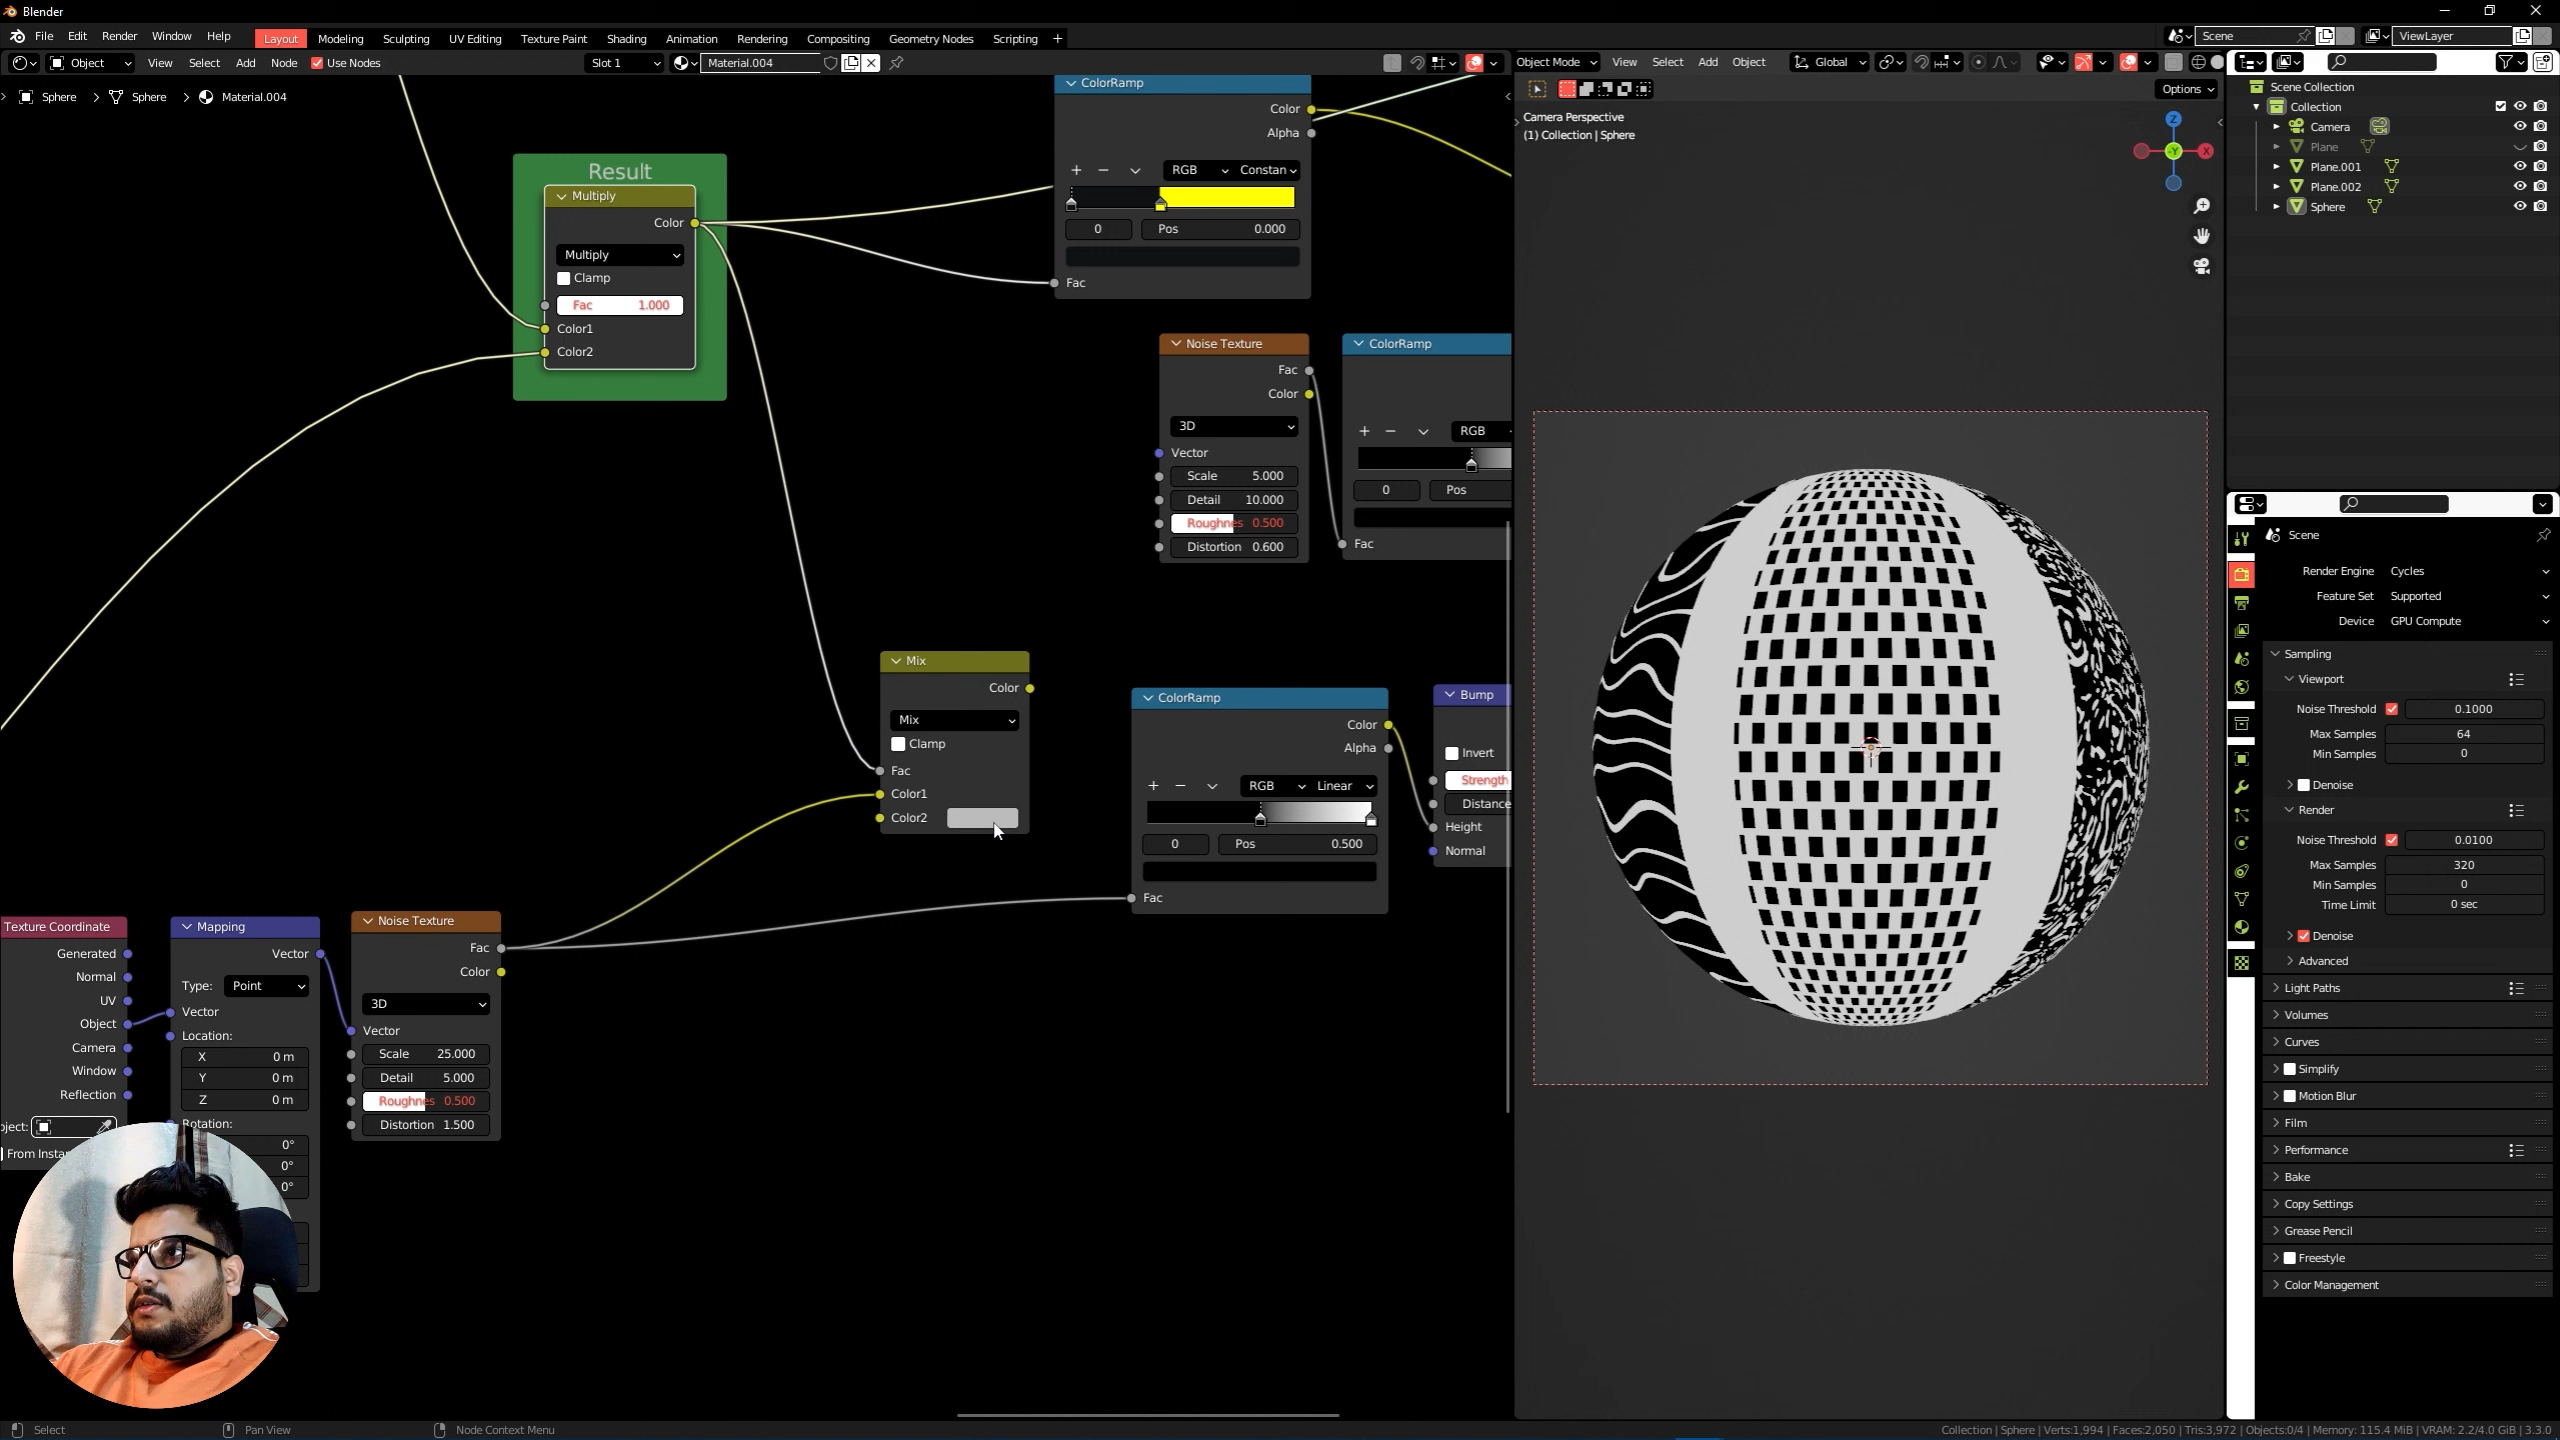 Blender
File Edit Render Window Help Layout Modeling Sculpting UV Editing Texture Paint Shading Animation Rendering Compositing Geometry Nodes Scripting + Scene ViewLayer
Object View Select Add Node Use Nodes Slot 1 Material.004
Sphere > Sphere > Material.004
Result
Multiply
Color
Multiply
Clamp
Fac 1.000
Color1
Color2
ColorRamp
Color
Alpha
RGB Constan
0 Pos 0.000
Fac
Noise Texture
Fac
Color
3D
Vector
Scale 5.000
Detail 10.000
Roughnes 0.500
Distortion 0.600
ColorRamp
RGB
0 Pos
Fac
Mix
Color
Mix
Clamp
Fac
Color1
Color2
ColorRamp
Color
Alpha
RGB Linear
0 Pos 0.500
Fac
Bump
Invert
Strength
Distance
Height
Normal
Texture Coordinate
Generated
Normal
UV
Object
Camera
Window
Reflection
bject:
From Insta
Mapping
Vector
Type: Point
Vector
Location:
X 0 m
Y 0 m
Z 0 m
Rotation:
0°
0°
0°
Noise Texture
Fac
Color
3D
Vector
Scale 25.000
Detail 5.000
Roughnes 0.500
Distortion 1.500
Object Mode View Select Add Object Global
Options
Camera Perspective
(1) Collection | Sphere
Z
-Y
X
Scene Collection
Collection
Camera
Plane
Plane.001
Plane.002
Sphere
Scene
Render Engine Cycles
Feature Set Supported
Device GPU Compute
Sampling
Viewport
Noise Threshold 0.1000
Max Samples 64
Min Samples 0
Denoise
Render
Noise Threshold 0.0100
Max Samples 320
Min Samples 0
Time Limit 0 sec
Denoise
Advanced
Light Paths
Volumes
Curves
Simplify
Motion Blur
Film
Performance
Bake
Copy Settings
Grease Pencil
Freestyle
Color Management
Select Pan View Node Context Menu Collection | Sphere | Verts:1,994 | Faces:2,050 | Tris:3,972 | Objects:0/4 | Memory: 115.4 MiB | VRAM: 2.2/4.0 GiB | 3.3.0